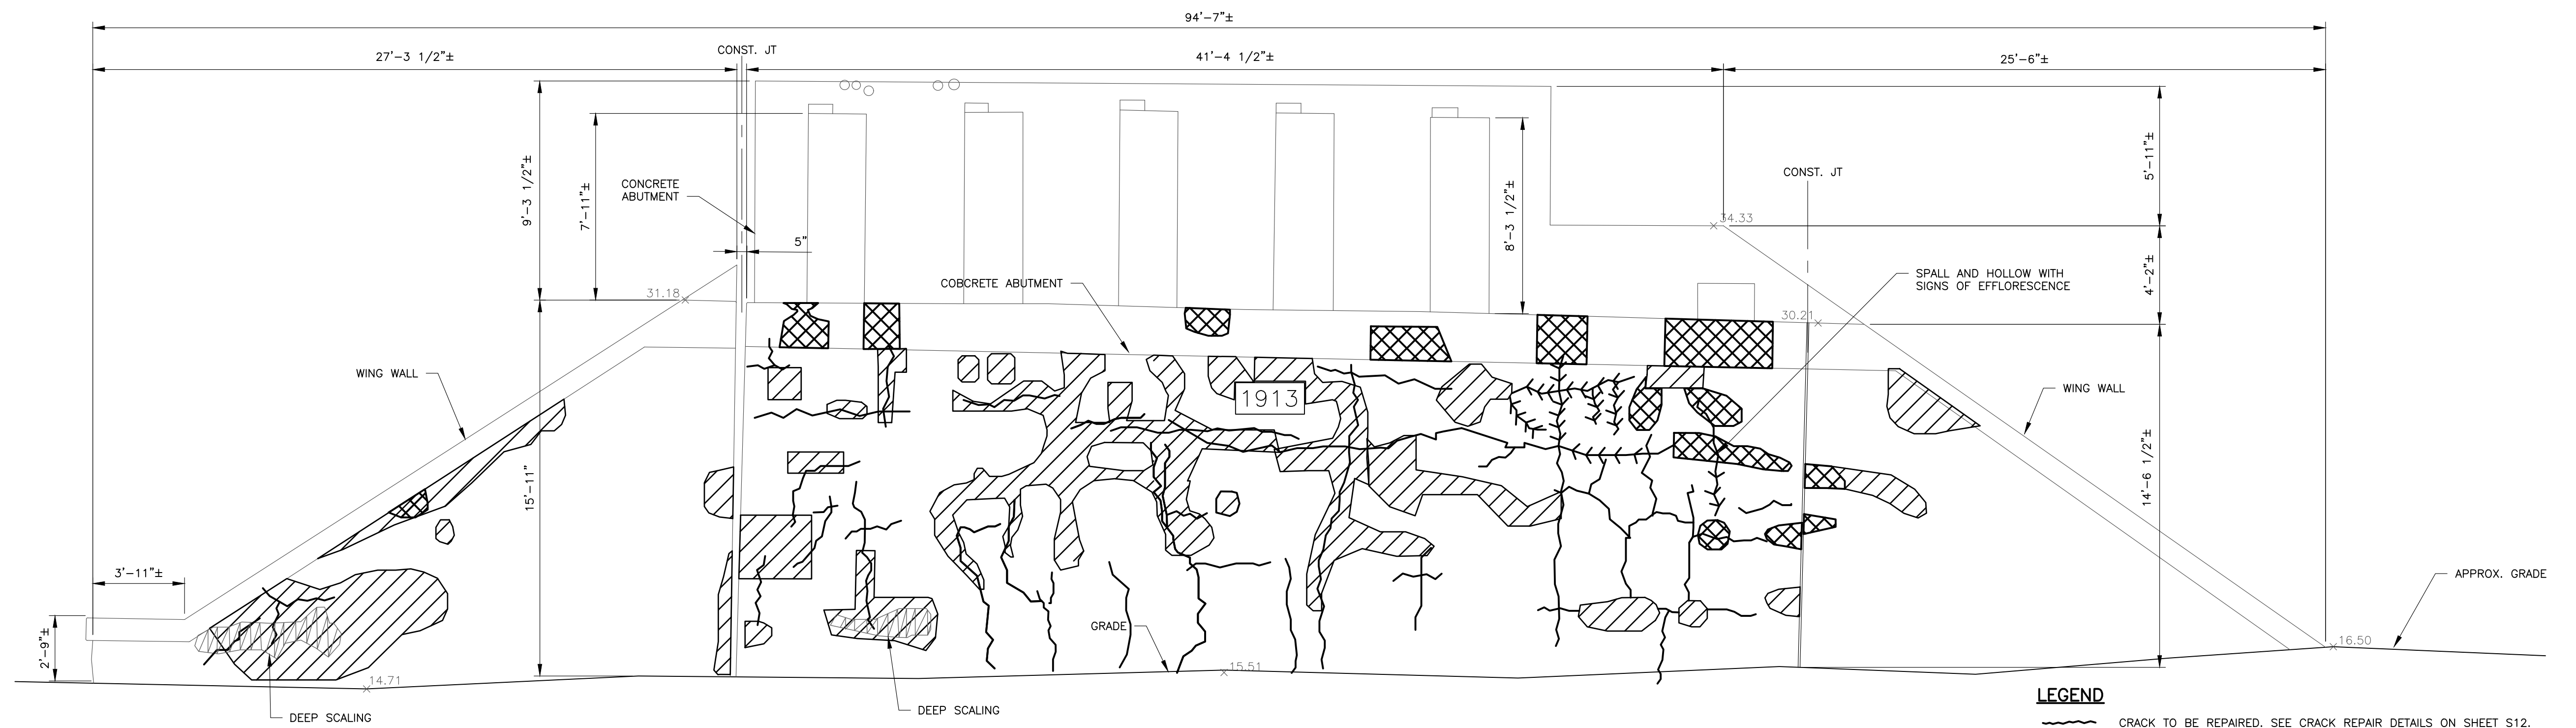 94'-7"±
27'-3 1/2"±
CONST. JT
41'-4 1/2"±
25'-6"±
9'-3 1/2"±
7'-11"±
CONCRETE
ABUTMENT
5"
8'-3 1/2"±
34.33
5'-11"±
CONST. JT
4'-2"±
31.18
COBCRETE ABUTMENT
30.21
SPALL AND HOLLOW WITH
SIGNS OF EFFLORESCENCE
WING WALL
1913
WING WALL
15'-11"
14'-6 1/2"±
3'-11"±
2'-9"±
GRADE
APPROX. GRADE
14.71
15.51
16.50
DEEP SCALING
DEEP SCALING
LEGEND
CRACK TO BE REPAIRED. SEE CRACK REPAIR DETAILS ON SHEET S12.